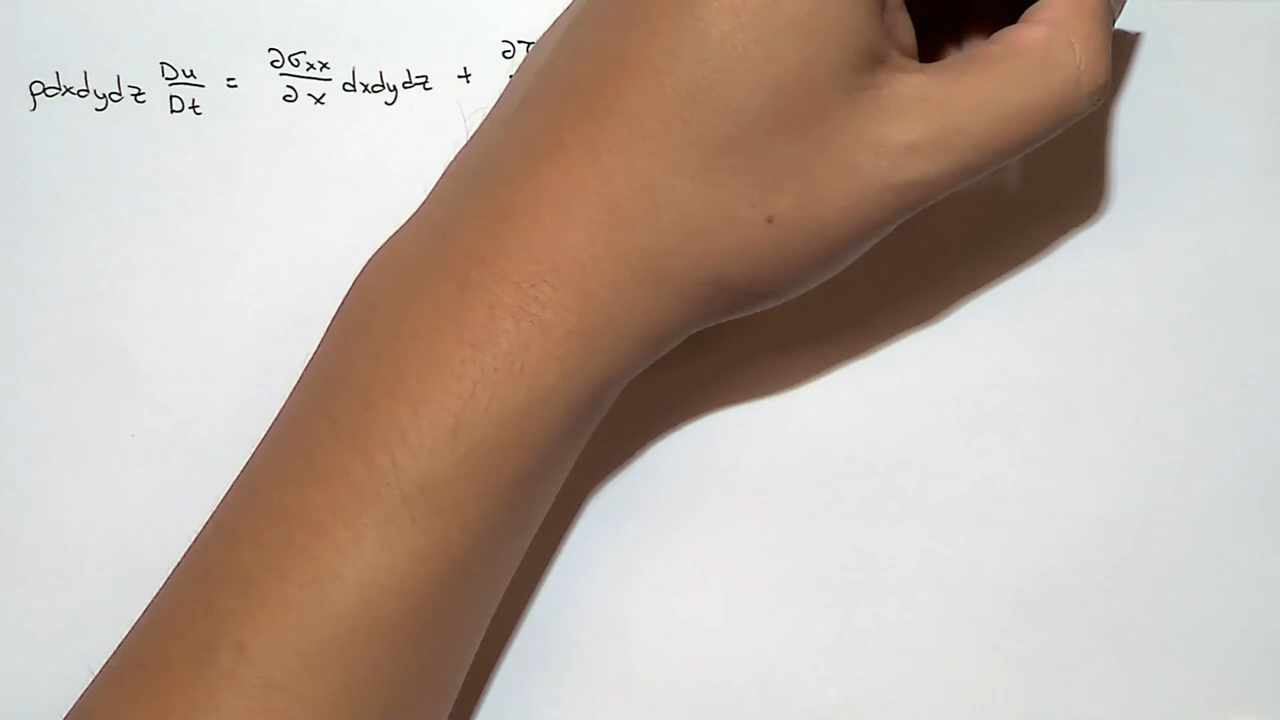 ρdxdydz Du/Dt = ∂σxx/∂x dxdydz + ∂τ